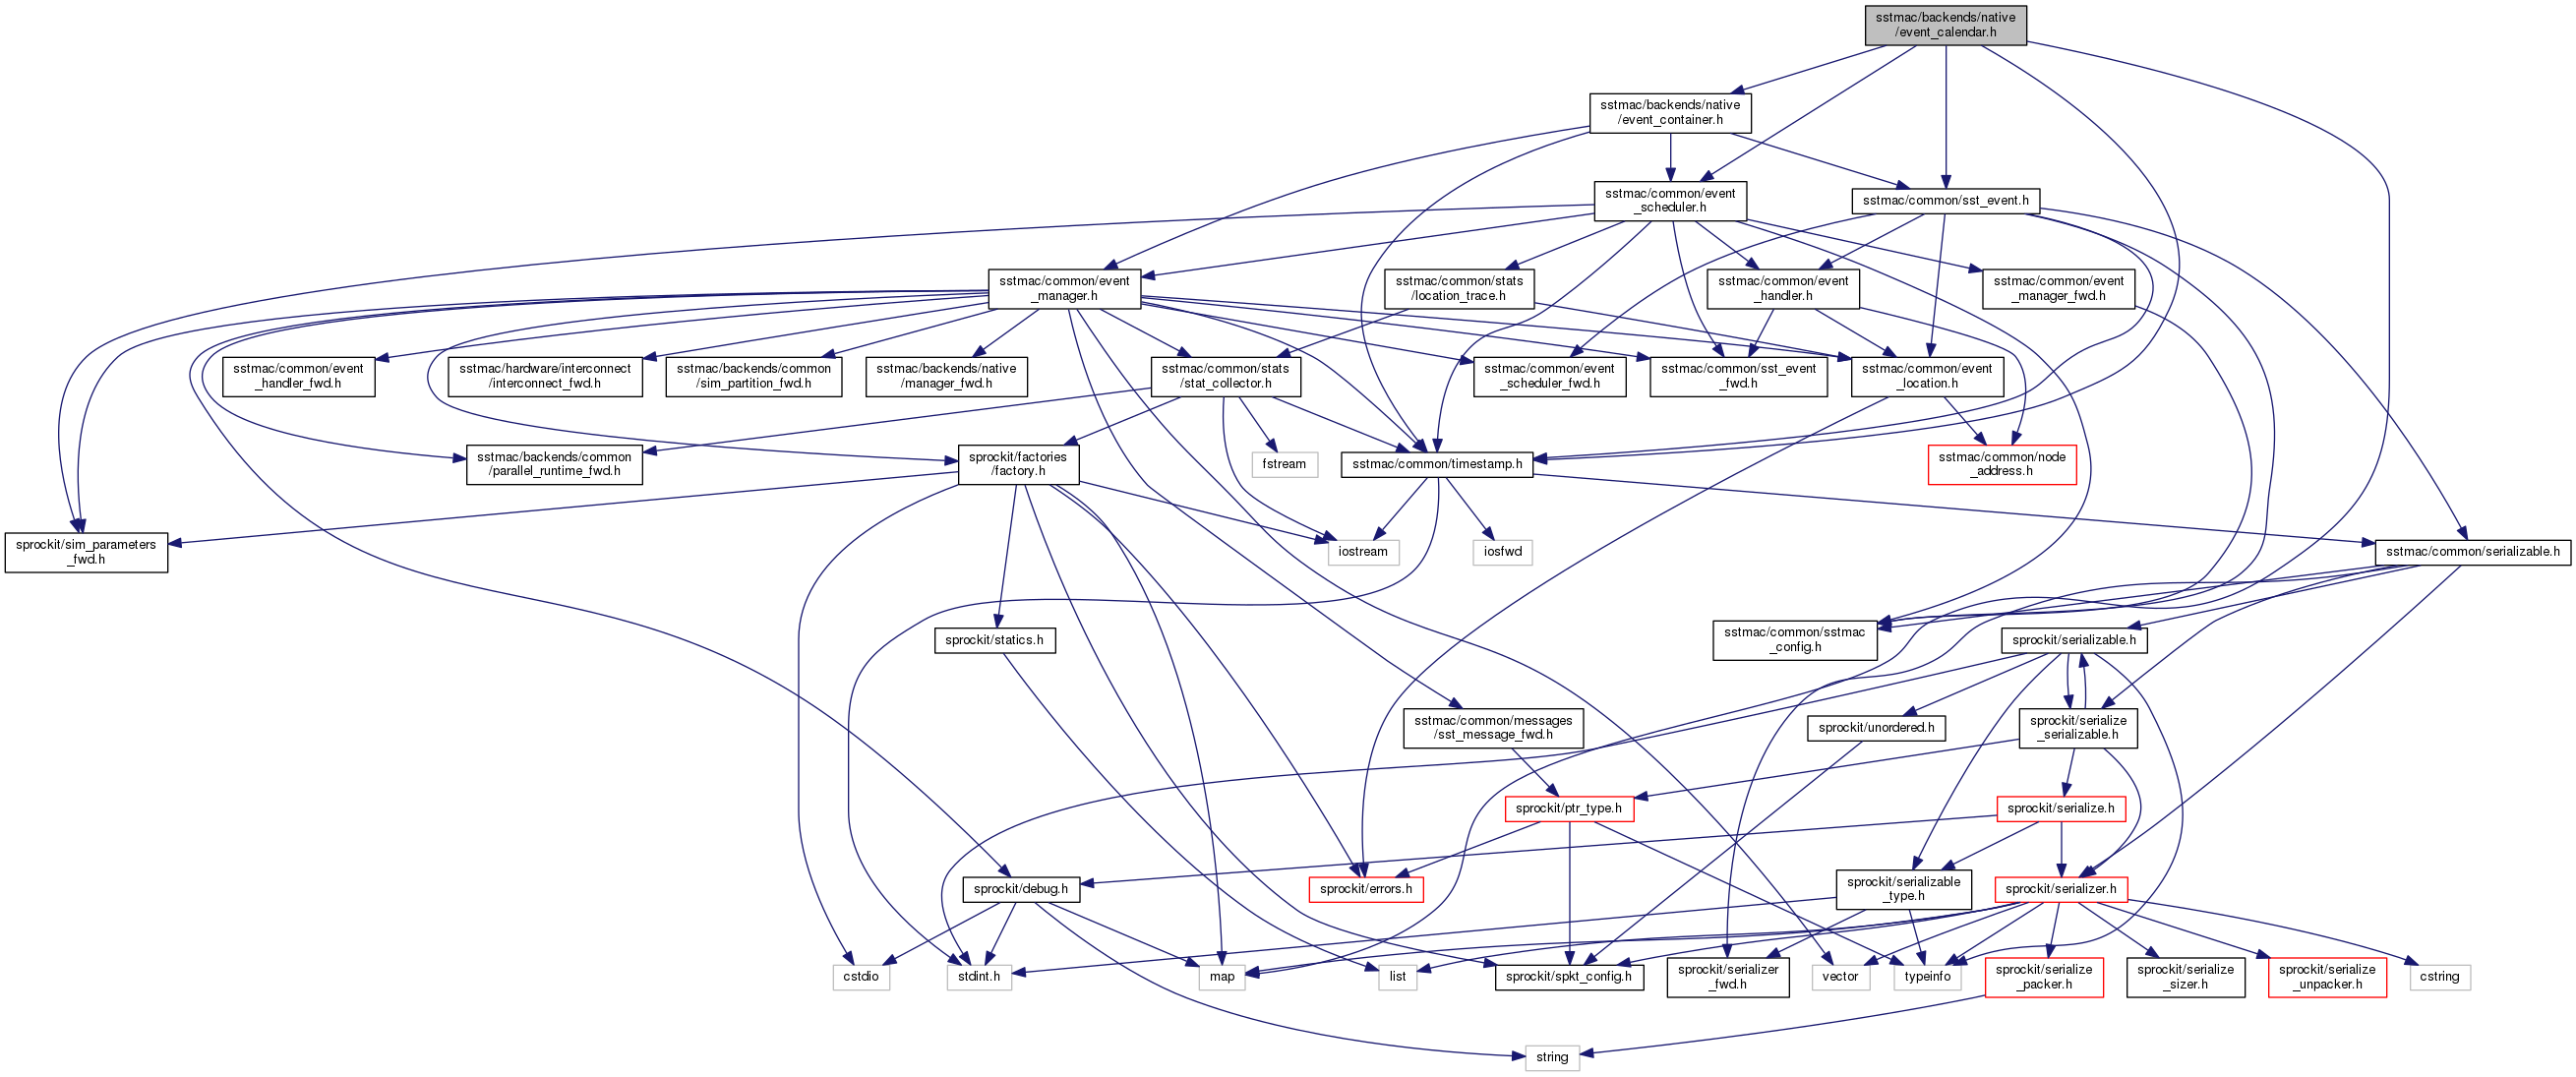 sstmac/backends/native
/event_calendar.h
sstmac/backends/native
/event_container.h
sstmac/common/event
_scheduler.h
sstmac/common/sst_event.h
sstmac/common/event
_manager.h
sstmac/common/stats
/location_trace.h
sstmac/common/event
_handler.h
sstmac/common/event
_manager_fwd.h
sstmac/common/event
_handler_fwd.h
sstmac/hardware/interconnect
/interconnect_fwd.h
sstmac/backends/common
/sim_partition_fwd.h
sstmac/backends/native
/manager_fwd.h
sstmac/common/stats
/stat_collector.h
sstmac/common/event
_scheduler_fwd.h
sstmac/common/sst_event
_fwd.h
sstmac/common/event
_location.h
sstmac/backends/common
/parallel_runtime_fwd.h
sprockit/factories
/factory.h
fstream
sstmac/common/timestamp.h
sstmac/common/node
_address.h
sprockit/sim_parameters
_fwd.h
iostream
iosfwd
sstmac/common/serializable.h
sprockit/statics.h
sstmac/common/sstmac
_config.h
sprockit/serializable.h
sstmac/common/messages
/sst_message_fwd.h
sprockit/unordered.h
sprockit/serialize
_serializable.h
sprockit/ptr_type.h
sprockit/serialize.h
sprockit/debug.h
sprockit/errors.h
sprockit/serializable
_type.h
sprockit/serializer.h
cstdio
stdint.h
map
list
sprockit/spkt_config.h
sprockit/serializer
_fwd.h
vector
typeinfo
sprockit/serialize
_packer.h
sprockit/serialize
_sizer.h
sprockit/serialize
_unpacker.h
cstring
string